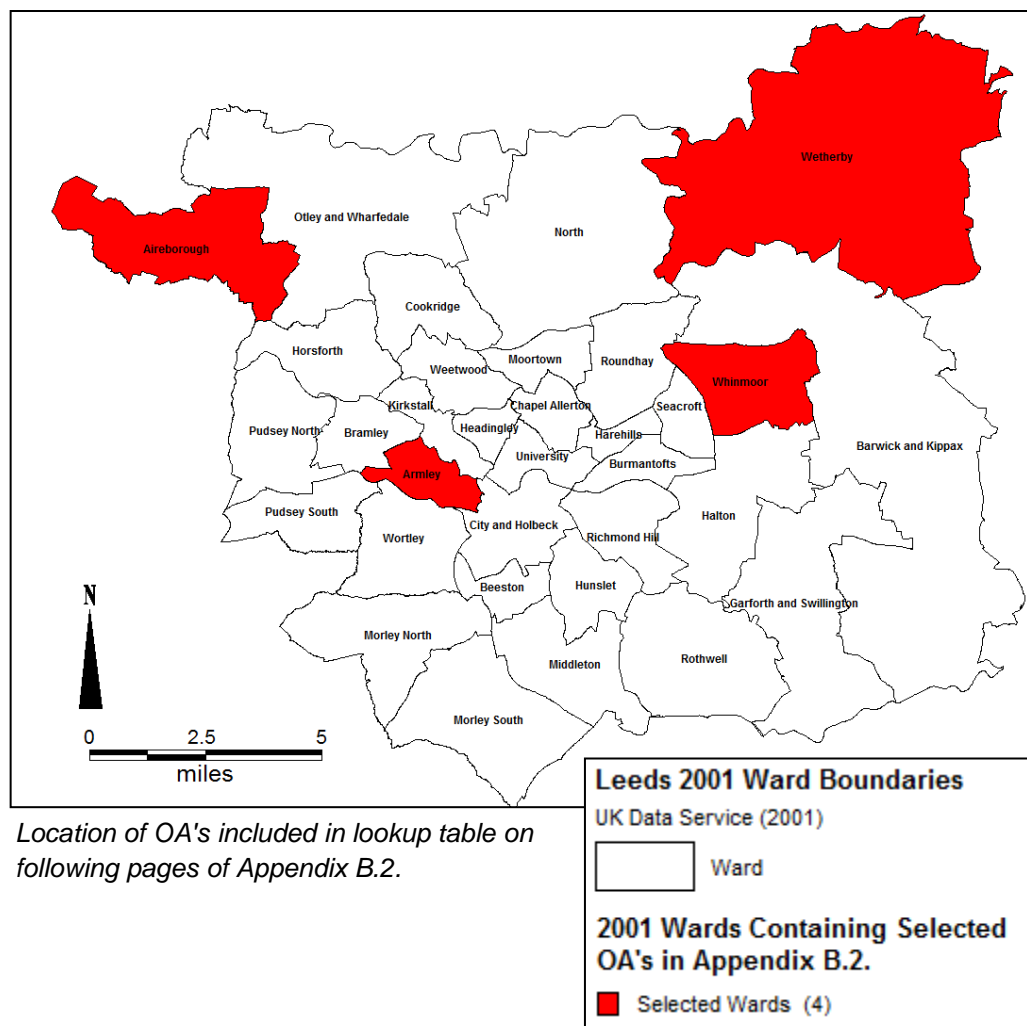 Wetherby
Otley and Wharfedale
North
Aireborough
Cookridge
Horsforth
Moortown
Roundhay
Weetwood
Whinmoor
Kirkstall
Chapel Allerton
Seacroft
Pudsey North
Bramley
Headingley
Harehills
Barwick and Kippax
University
Burmantofts
Armley
Pudsey South
City and Holbeck
Halton
Wortley
Richmond Hill
Beeston
Hunslet
Garforth and Swillington
Morley North
Middleton
Rothwell
Morley South
N
0 2.5 5
miles
Location of OA's included in lookup table on
following pages of Appendix B.2.
Leeds 2001 Ward Boundaries
UK Data Service (2001)
Ward
2001 Wards Containing Selected
OA's in Appendix B.2.
Selected Wards (4)